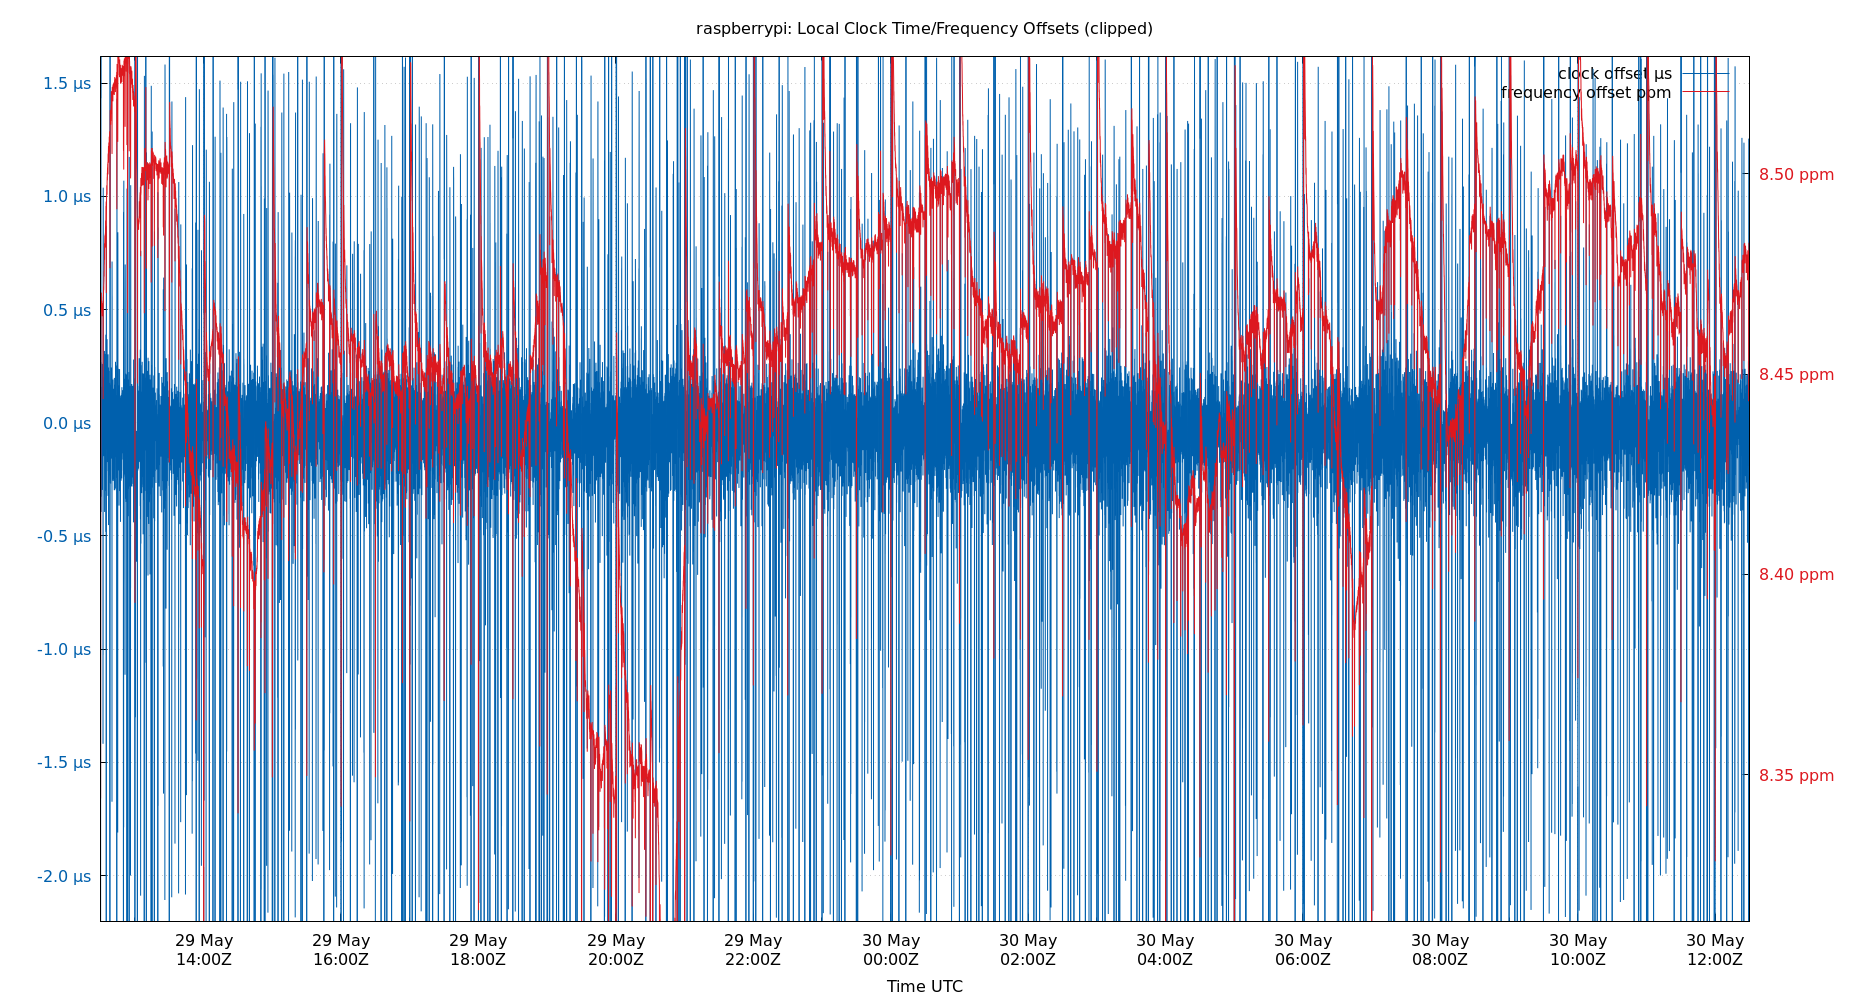 raspberrypi: Local Clock Time/Frequency Offsets (clipped)
clock offset µs
frequency offset ppm
1.5 µs
1.0 µs
0.5 µs
0.0 µs
-0.5 µs
-1.0 µs
-1.5 µs
-2.0 µs
8.50 ppm
8.45 ppm
8.40 ppm
8.35 ppm
29 May 29 May 29 May 29 May 29 May 30 May 30 May 30 May 30 May 30 May 30 May 30 May
14:00Z 16:00Z 18:00Z 20:00Z 22:00Z 00:00Z 02:00Z 04:00Z 06:00Z 08:00Z 10:00Z 12:00Z
Time UTC